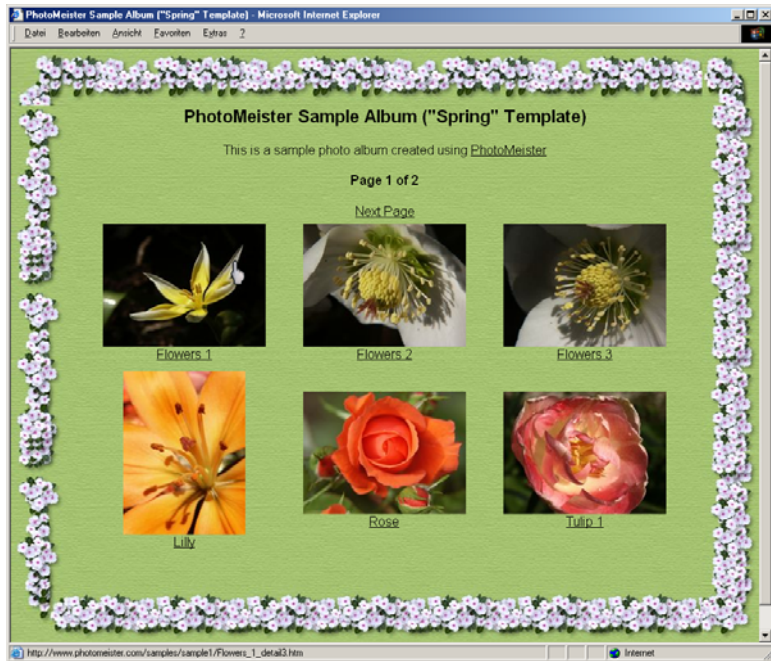 PhotoMeister Sample Album ("Spring" Template) - Microsoft Internet Explorer
Datei Bearbeiten Ansicht Favoriten Extras ?
PhotoMeister Sample Album ("Spring" Template)
This is a sample photo album created using PhotoMeister
Page 1 of 2
Next Page
Flowers 1 Flowers 2 Flowers 3
Lilly Rose Tulip 1
http://www.photomeister.com/samples/sample1/Flowers_1_detail3.htm Internet